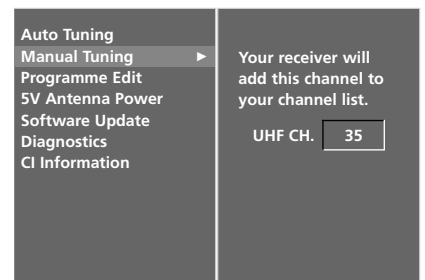 Auto Tuning
Manual Tuning ►
Programme Edit
5V Antenna Power
Software Update
Diagnostics
CI Information
Your receiver will
add this channel to
your channel list.
UHF CH. 35